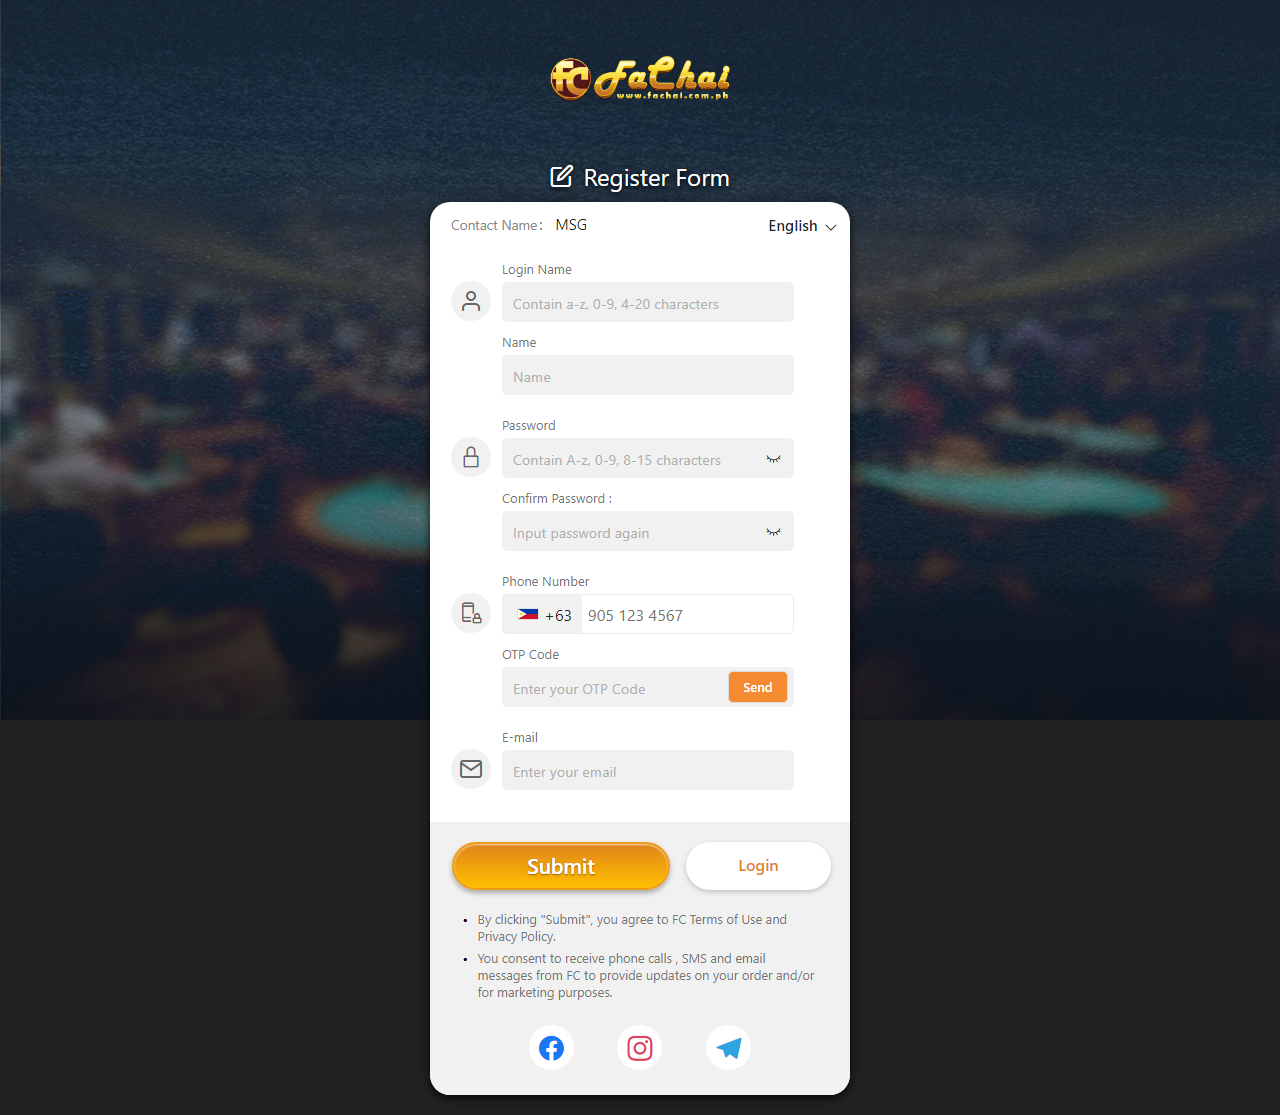 FC FaChai
www.fachai.com.ph
Register Form
Contact Name： MSG
English
Login Name
Contain a-z, 0-9, 4-20 characters
Name
Name
Password
Contain A-z, 0-9, 8-15 characters
Confirm Password :
Input password again
Phone Number
+63 905 123 4567
OTP Code
Enter your OTP Code
Send
E-mail
Enter your email
Submit
Login
• By clicking "Submit", you agree to FC Terms of Use and
Privacy Policy.
• You consent to receive phone calls , SMS and email
messages from FC to provide updates on your order and/or
for marketing purposes.